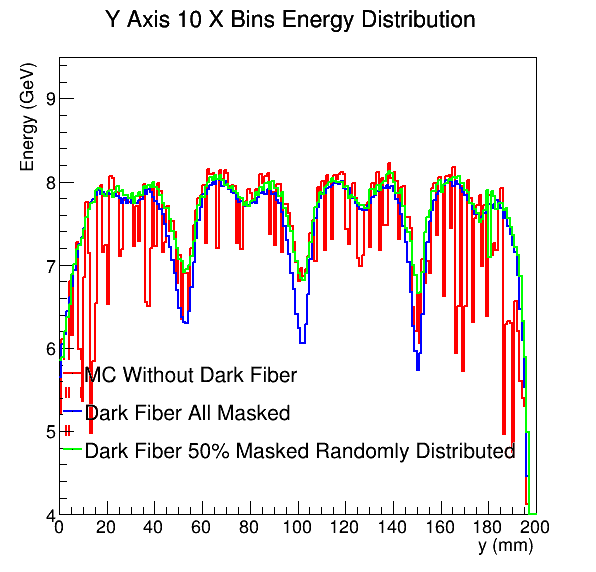 Y Axis 10 X Bins Energy Distribution
Energy (GeV)
9
8
7
6
5
4
MC Without Dark Fiber
Dark Fiber All Masked
Dark Fiber 50% Masked Randomly Distributed
0 20 40 60 80 100 120 140 160 180 200
y (mm)